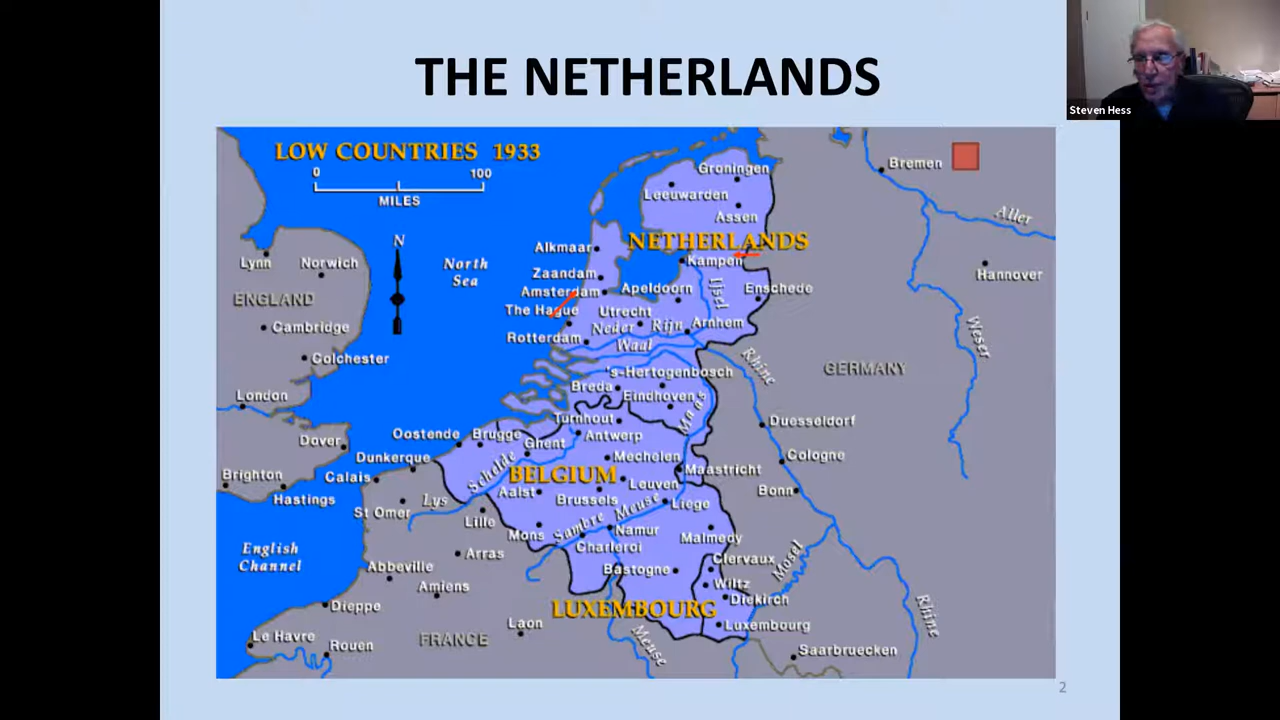 THE NETHERLANDS
Steven Hess
LOW COUNTRIES 1933
0 100
MILES
N
North
Sea
Groningen
Leeuwarden
Assen
NETHERLANDS
Alkmaar
Kampen
Zaandam
Amsterdam
Apeldoorn
IJsel
Enschede
The Hague
Utrecht
Neder Rijn
Arnhem
Rotterdam
Waal
's-Hertogenbosch
Breda
Eindhoven
Maas
Bremen
Aller
Hannover
Weser
Rhine
GERMANY
Duesseldorf
Cologne
Bonn
Lynn
Norwich
ENGLAND
Cambridge
Colchester
London
Dover
Brighton
Hastings
English
Channel
Turnhout
Oostende
Brugge
Ghent
Antwerp
Dunkerque
Calais
Schelde
Mechelen
BELGIUM
Maastricht
Leuven
Aalst
Brussels
Lys
St Omer
Lille
Liege
Sambre Meuse
Mons
Namur
Malmedy
Charleroi
Arras
Clervaux
Mosel
Abbeville
Bastogne
Wiltz
Amiens
Diekirch
Dieppe
LUXEMBOURG
Luxembourg
Rhine
Laon
FRANCE
Le Havre
Rouen
Meuse
Saarbruecken
2